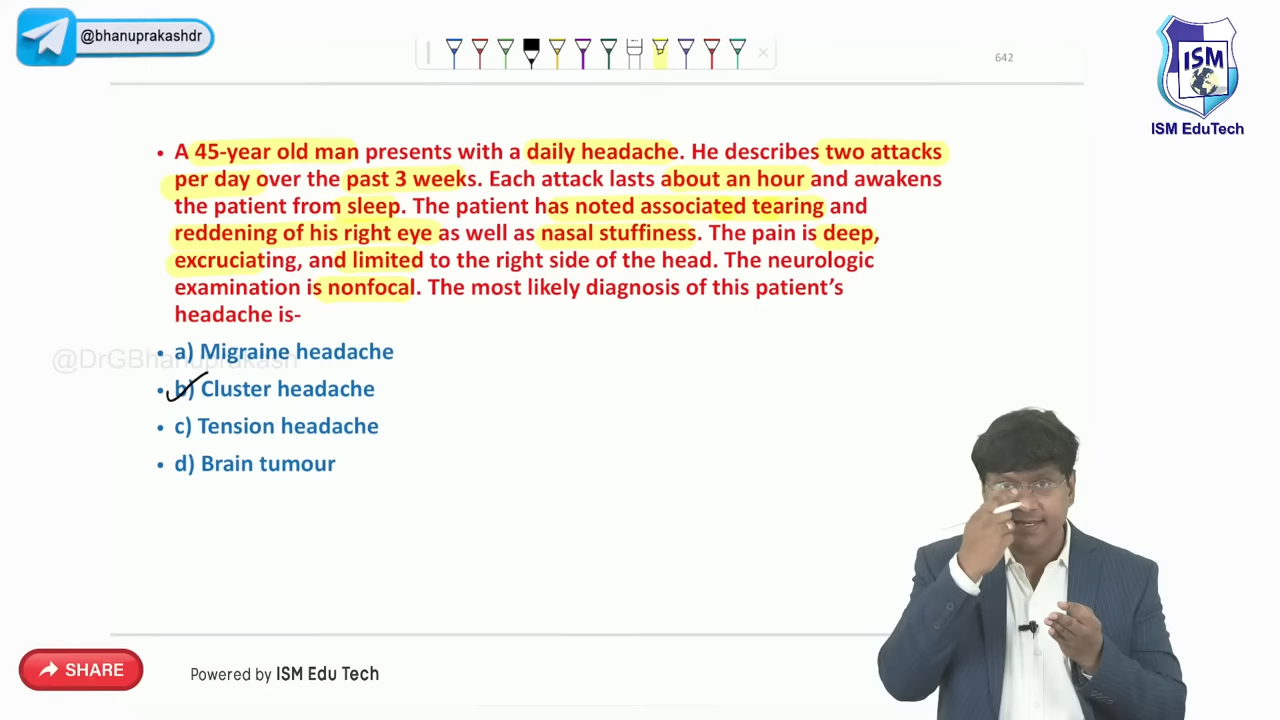 @bhanuprakashdr
642
ISM
ISM EduTech
• A 45-year old man presents with a daily headache. He describes two attacks
per day over the past 3 weeks. Each attack lasts about an hour and awakens
the patient from sleep. The patient has noted associated tearing and
reddening of his right eye as well as nasal stuffiness. The pain is deep,
excruciating, and limited to the right side of the head. The neurologic
examination is nonfocal. The most likely diagnosis of this patient’s
headache is-
• a) Migraine headache
@DrGBhanuprakash
• b) Cluster headache
• c) Tension headache
• d) Brain tumour
SHARE
Powered by ISM Edu Tech